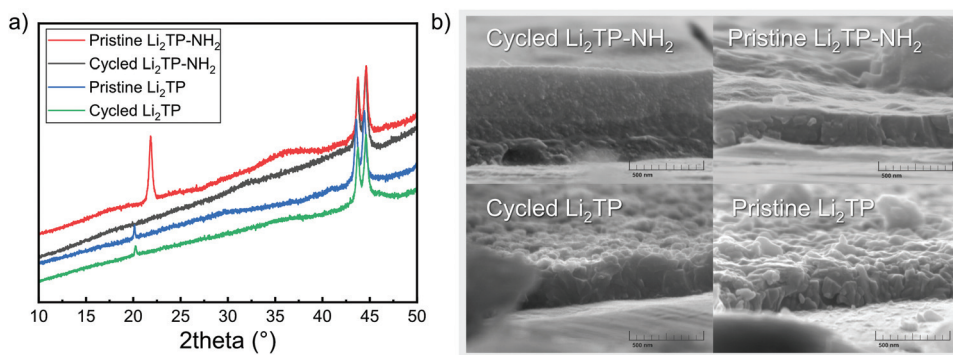 a)
Pristine Li₂TP-NH₂
Cycled Li₂TP-NH₂
Pristine Li₂TP
Cycled Li₂TP
10 15 20 25 30 35 40 45 50
2theta (°)
b)
Cycled Li₂TP-NH₂
Pristine Li₂TP-NH₂
500 nm
500 nm
Cycled Li₂TP
Pristine Li₂TP
500 nm
500 nm